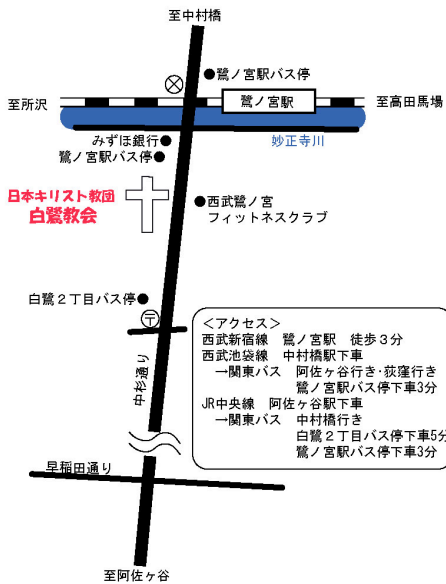 至中村橋
●鷺ノ宮駅バス停
至所沢
鷺ノ宮駅
至高田馬場
みずほ銀行●
妙正寺川
鷺ノ宮駅バス停●
日本キリスト教団
白鷺教会
●西武鷺ノ宮
フィットネスクラブ
白鷺2丁目バス停●
〒
中杉通り
<アクセス>
西武新宿線 鷺ノ宮駅 徒歩3分
西武池袋線 中村橋駅下車
→関東バス 阿佐ヶ谷行き・荻窪行き
鷺ノ宮駅バス停下車3分
JR中央線 阿佐ヶ谷駅下車
→関東バス 中村橋行き
白鷺2丁目バス停下車5分
鷺ノ宮駅バス停下車3分
早稲田通り
至阿佐ヶ谷